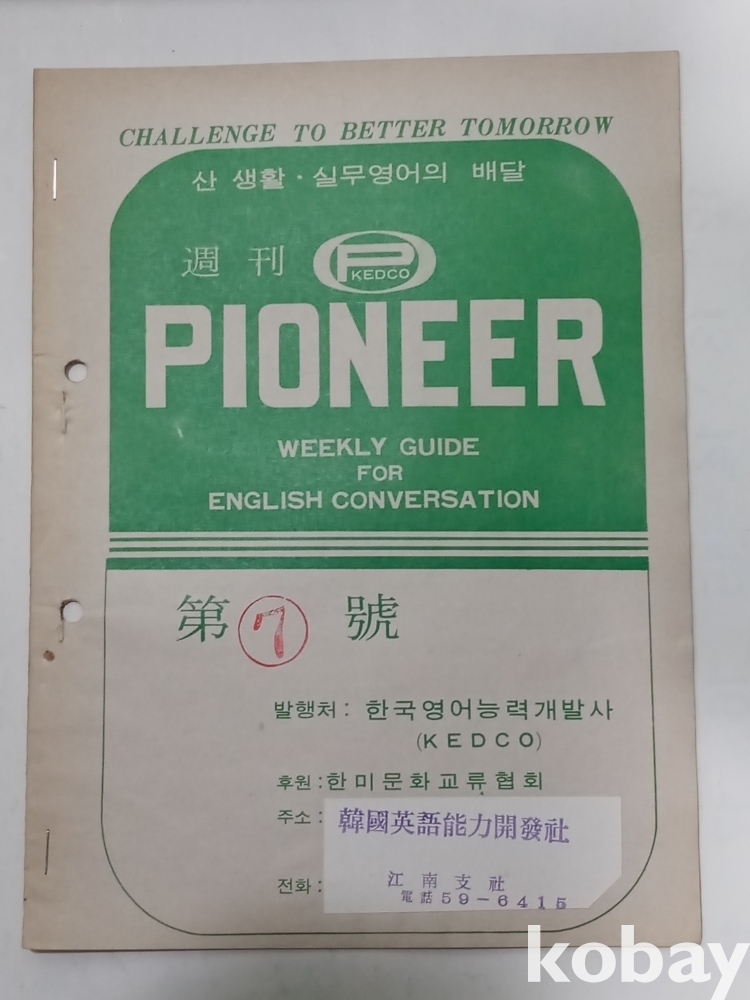 CHALLENGE TO BETTER TOMORROW
산 생활·실무영어의 배달
週刊 P KEDCO
PIONEER
WEEKLY GUIDE
FOR
ENGLISH CONVERSATION
第 7 號
발행처: 한국영어능력개발사
(KEDCO)
후원: 한미문화교류협회
주소:
韓國英語能力開發社
江南支社
전화:
電話 59-6415
kobay